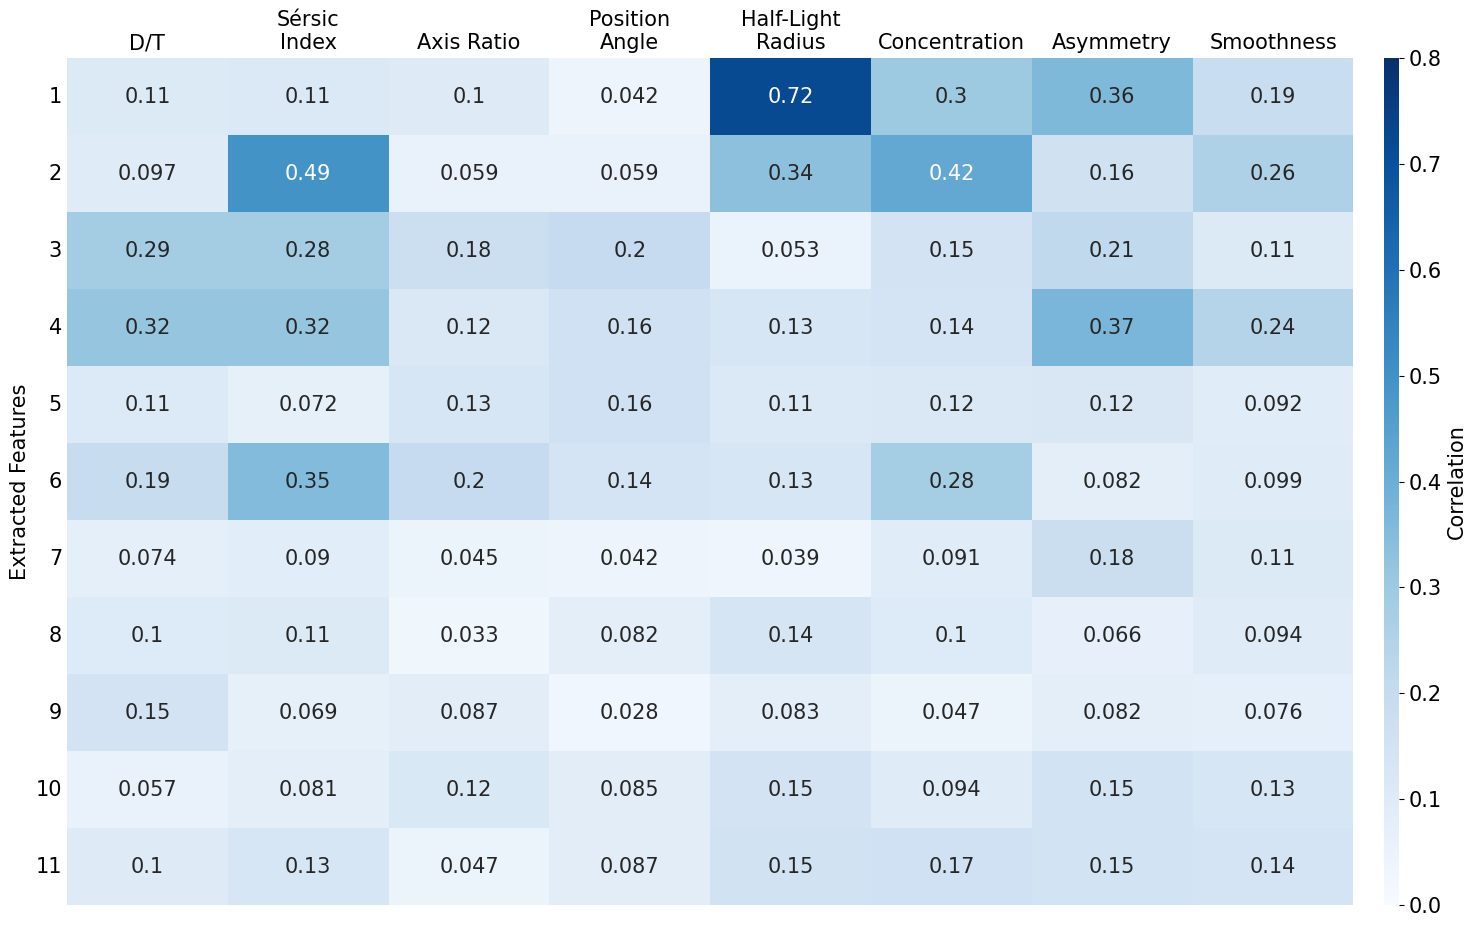 Sérsic Position Half-Light
D/T Index Axis Ratio Angle Radius Concentration Asymmetry Smoothness
1 0.11 0.11 0.1 0.042 0.72 0.3 0.36 0.19
2 0.097 0.49 0.059 0.059 0.34 0.42 0.16 0.26
3 0.29 0.28 0.18 0.2 0.053 0.15 0.21 0.11
4 0.32 0.32 0.12 0.16 0.13 0.14 0.37 0.24
5 0.11 0.072 0.13 0.16 0.11 0.12 0.12 0.092
6 0.19 0.35 0.2 0.14 0.13 0.28 0.082 0.099
7 0.074 0.09 0.045 0.042 0.039 0.091 0.18 0.11
8 0.1 0.11 0.033 0.082 0.14 0.1 0.066 0.094
9 0.15 0.069 0.087 0.028 0.083 0.047 0.082 0.076
10 0.057 0.081 0.12 0.085 0.15 0.094 0.15 0.13
11 0.1 0.13 0.047 0.087 0.15 0.17 0.15 0.14
Extracted Features
0.8
0.7
0.6
0.5
0.4
0.3
0.2
0.1
0.0
Correlation